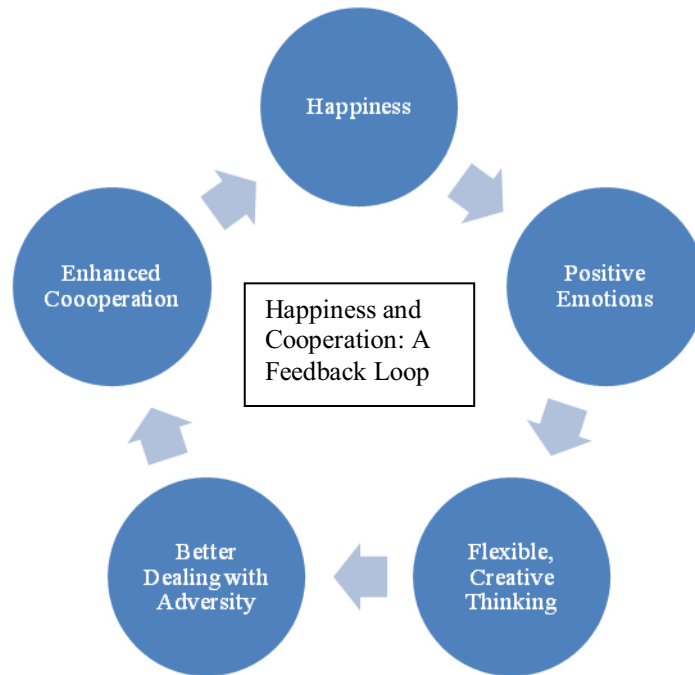 Happiness
Positive
Emotions
Flexible,
Creative
Thinking
Better
Dealing with
Adversity
Enhanced
Coooperation
Happiness and
Cooperation: A
Feedback Loop